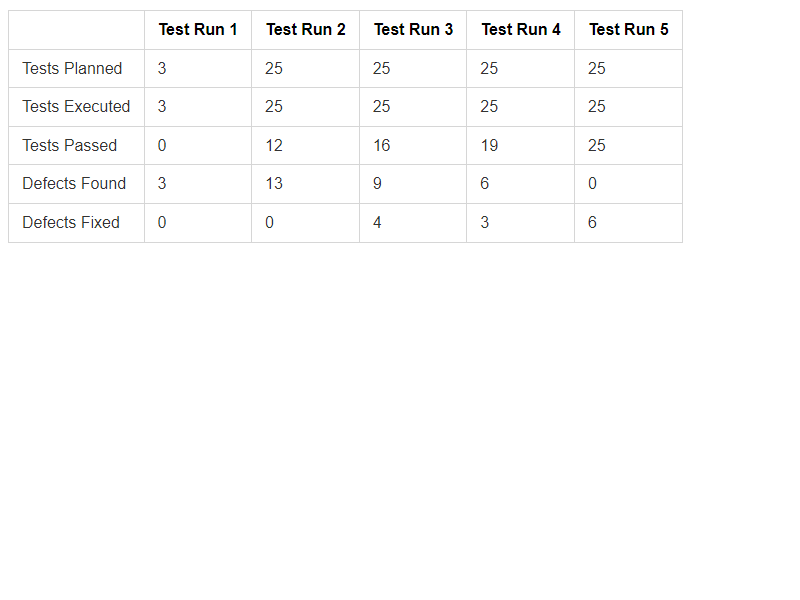 Test Run 1 Test Run 2 Test Run 3 Test Run 4 Test Run 5
Tests Planned 3 25 25 25 25
Tests Executed 3 25 25 25 25
Tests Passed 0 12 16 19 25
Defects Found 3 13 9 6 0
Defects Fixed 0 0 4 3 6